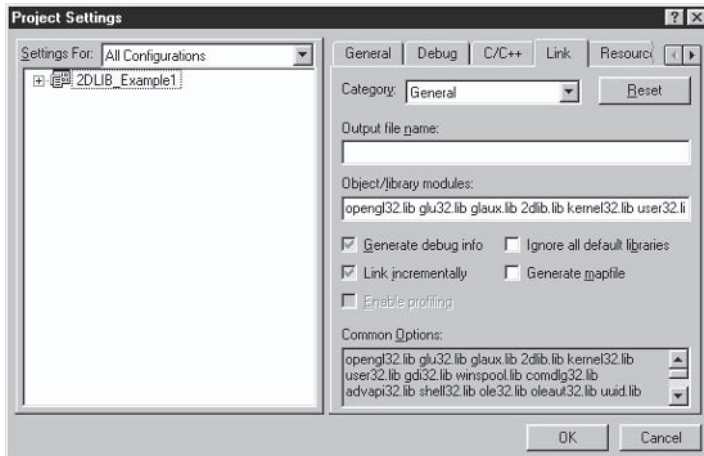 Project Settings
Settings For: All Configurations
2DLIB_Example1
General Debug C/C++ Link Resourc
Category: General Reset
Output file name:
Object/library modules:
opengl32.lib glu32.lib glaux.lib 2dlib.lib kernel32.lib user32.li
Generate debug info Ignore all default libraries
Link incrementally Generate mapfile
Enable profiling
Common Options:
opengl32.lib glu32.lib glaux.lib 2dlib.lib kernel32.lib
user32.lib gdi32.lib winspool.lib comdlg32.lib
advapi32.lib shell32.lib ole32.lib oleaut32.lib uuid.lib
OK Cancel